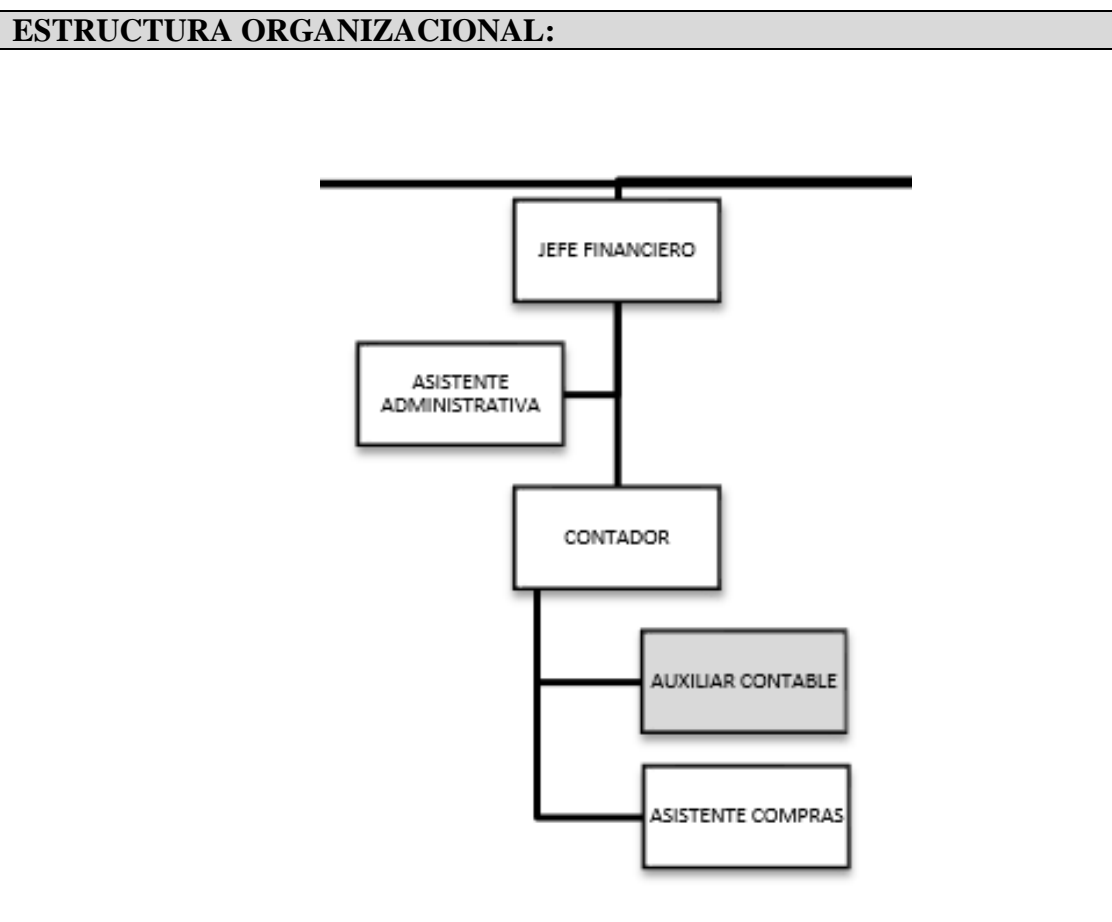 ESTRUCTURA ORGANIZACIONAL:
JEFE FINANCIERO
ASISTENTE
ADMINISTRATIVA
CONTADOR
AUXILIAR CONTABLE
ASISTENTE COMPRAS